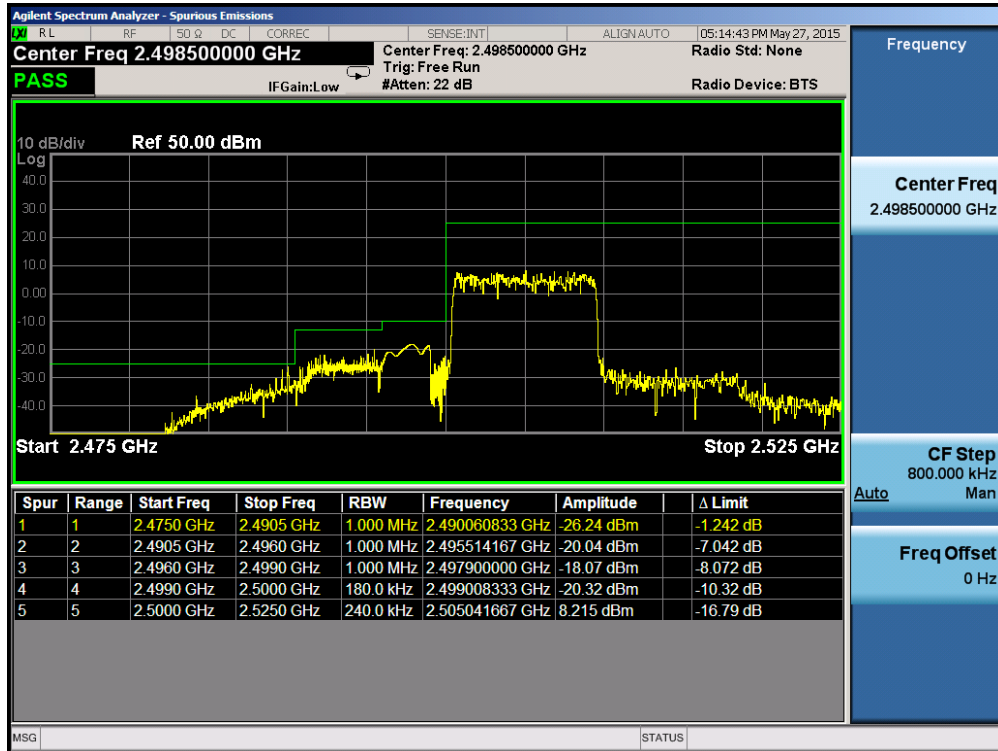 Agilent Spectrum Analyzer - Spurious Emissions
LXI RL RF 50 Ω DC CORREC SENSE:INT ALIGN AUTO 05:14:43 PM May 27, 2015
Center Freq 2.498500000 GHz
Center Freq: 2.498500000 GHz
Radio Std: None
Trig: Free Run
PASS
IFGain:Low
#Atten: 22 dB
Radio Device: BTS
10 dB/div Ref 50.00 dBm
Log
40.0
30.0
20.0
10.0
0.00
-10.0
-20.0
-30.0
-40.0
Start 2.475 GHz
Stop 2.525 GHz
Spur Range Start Freq Stop Freq RBW Frequency Amplitude Δ Limit
1 1 2.4750 GHz 2.4905 GHz 1.000 MHz 2.490060833 GHz -26.24 dBm -1.242 dB
2 2 2.4905 GHz 2.4960 GHz 1.000 MHz 2.495514167 GHz -20.04 dBm -7.042 dB
3 3 2.4960 GHz 2.4990 GHz 1.000 MHz 2.497900000 GHz -18.07 dBm -8.072 dB
4 4 2.4990 GHz 2.5000 GHz 180.0 kHz 2.499008333 GHz -20.32 dBm -10.32 dB
5 5 2.5000 GHz 2.5250 GHz 240.0 kHz 2.505041667 GHz 8.215 dBm -16.79 dB
MSG
STATUS
Frequency
Center Freq
2.498500000 GHz
CF Step
800.000 kHz
Auto Man
Freq Offset
0 Hz